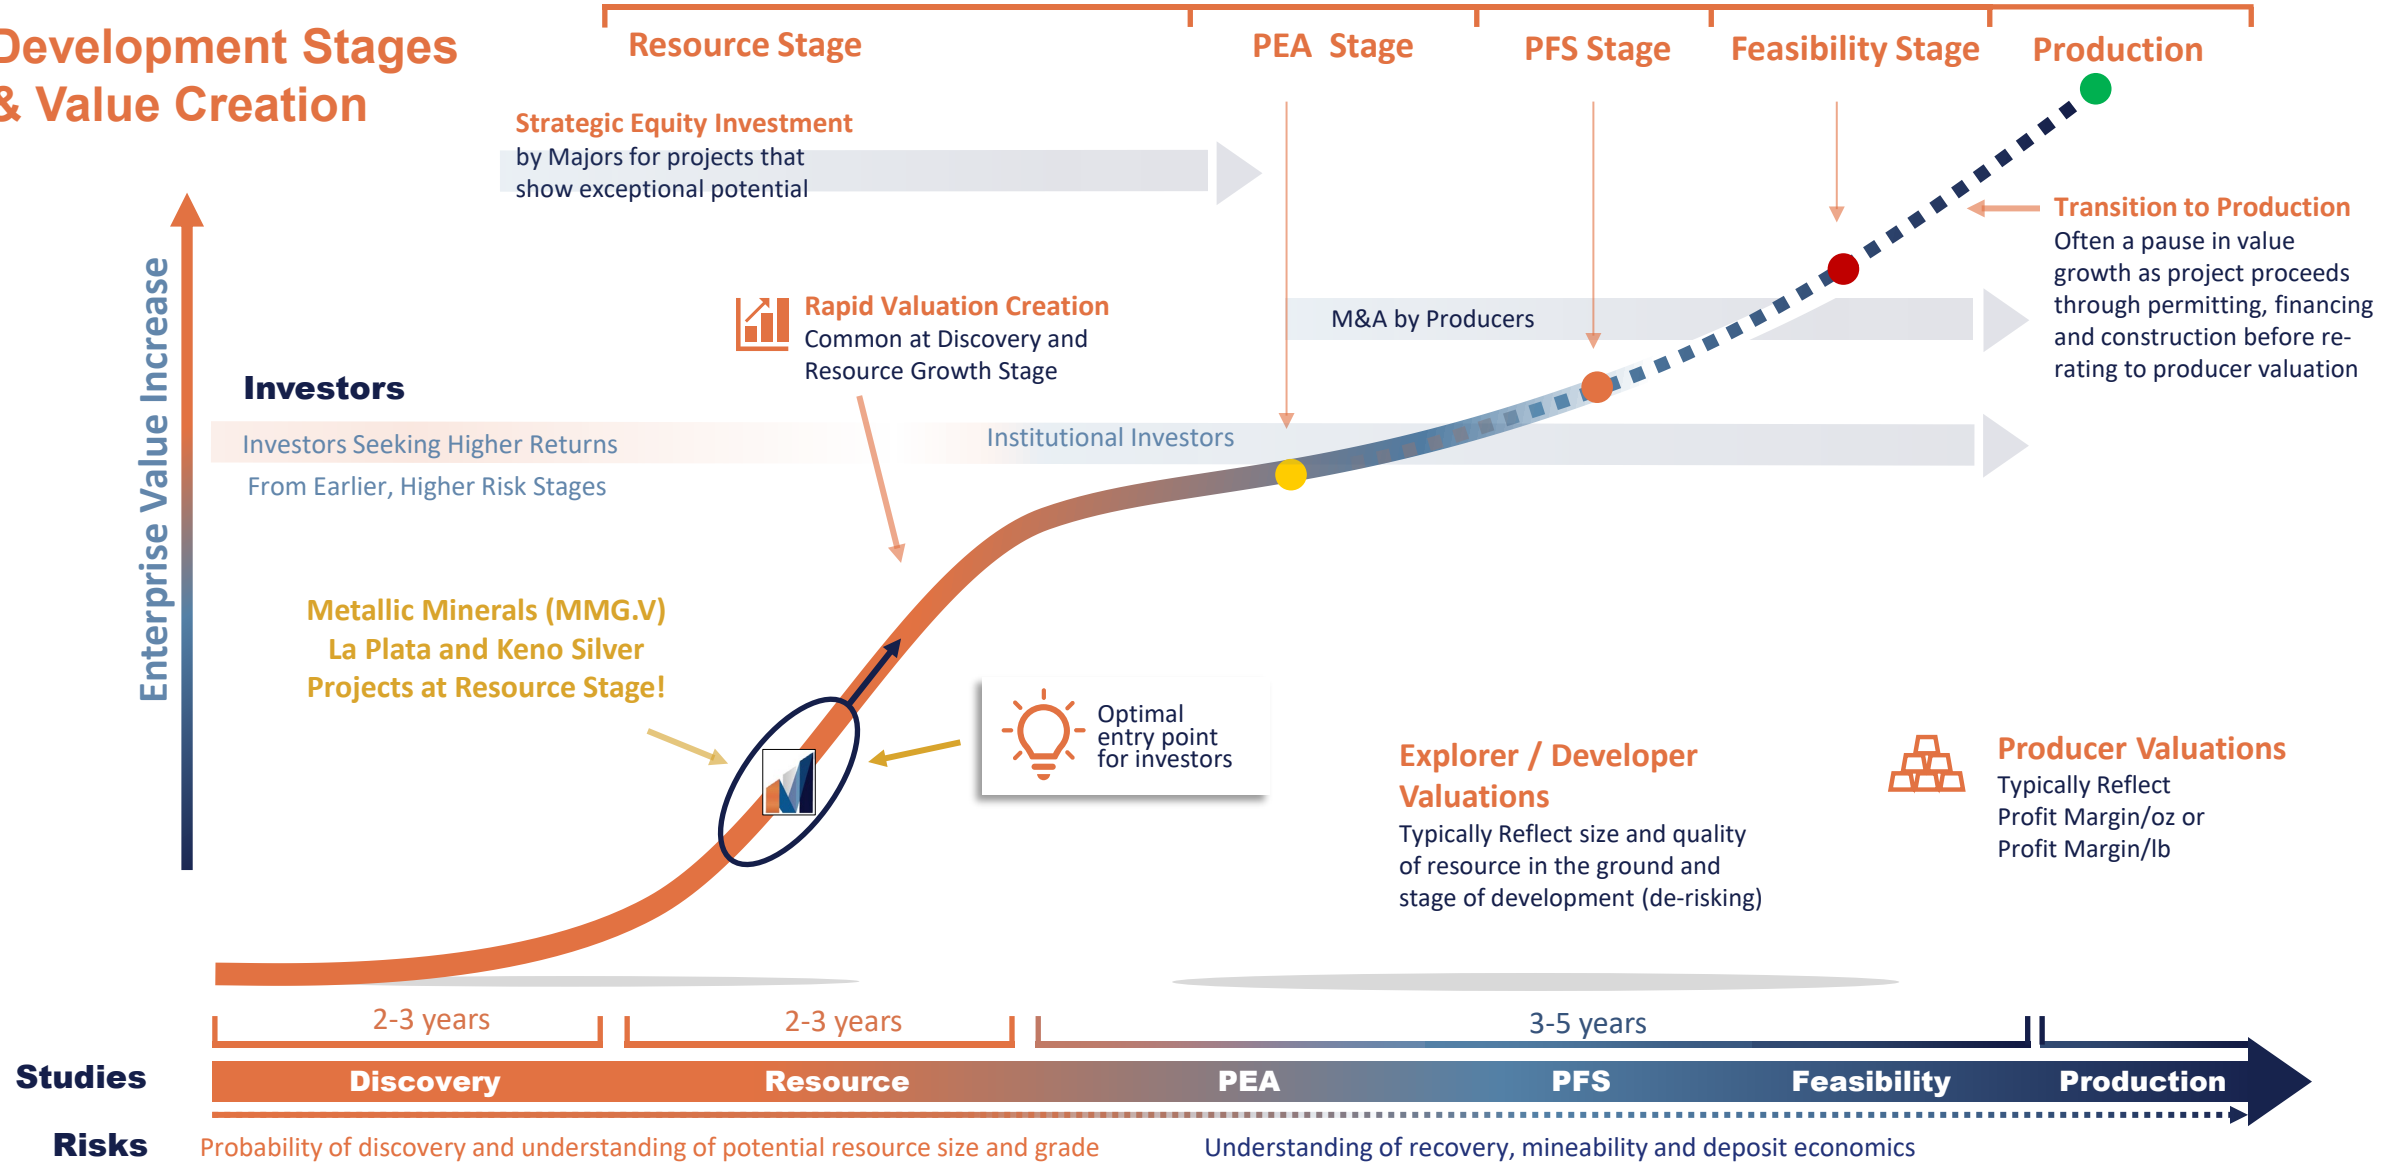 Development Stages
& Value Creation
Resource Stage
PEA Stage
PFS Stage
Feasibility Stage
Production
Strategic Equity Investment
by Majors for projects that
show exceptional potential
Transition to Production
Often a pause in value
growth as project proceeds
through permitting, financing
and construction before re-
rating to producer valuation
Rapid Valuation Creation
Common at Discovery and
Resource Growth Stage
M&A by Producers
Enterprise Value Increase
Investors
Investors Seeking Higher Returns
From Earlier, Higher Risk Stages
Institutional Investors
Metallic Minerals (MMG.V)
La Plata and Keno Silver
Projects at Resource Stage!
Optimal
entry point
for investors
Explorer / Developer
Valuations
Typically Reflect size and quality
of resource in the ground and
stage of development (de-risking)
Producer Valuations
Typically Reflect
Profit Margin/oz or
Profit Margin/lb
2-3 years
2-3 years
3-5 years
Studies
Discovery
Resource
PEA
PFS
Feasibility
Production
Risks
Probability of discovery and understanding of potential resource size and grade
Understanding of recovery, mineability and deposit economics